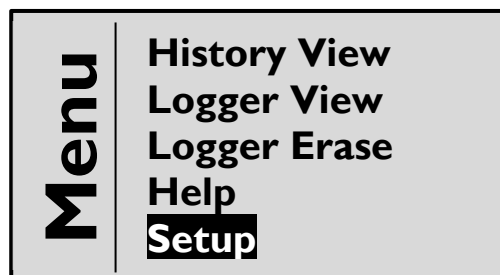 Menu
History View
Logger View
Logger Erase
Help
Setup